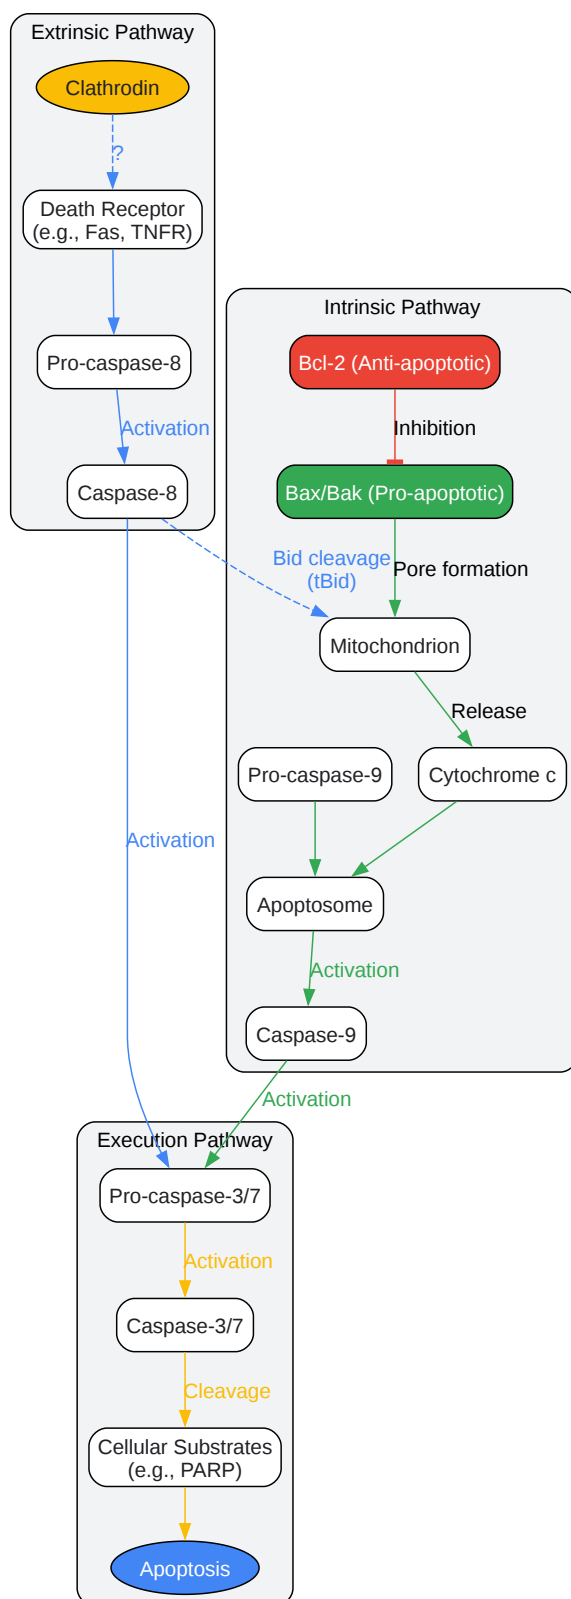 Extrinsic Pathway
Clathrodin
?
Death Receptor
(e.g., Fas, TNFR)
Pro-caspase-8
Activation
Caspase-8
Intrinsic Pathway
Bcl-2 (Anti-apoptotic)
Inhibition
Bax/Bak (Pro-apoptotic)
Bid cleavage
(tBid)
Pore formation
Mitochondrion
Release
Pro-caspase-9
Cytochrome c
Activation
Apoptosome
Activation
Caspase-9
Activation
Execution Pathway
Pro-caspase-3/7
Activation
Caspase-3/7
Cleavage
Cellular Substrates
(e.g., PARP)
Apoptosis